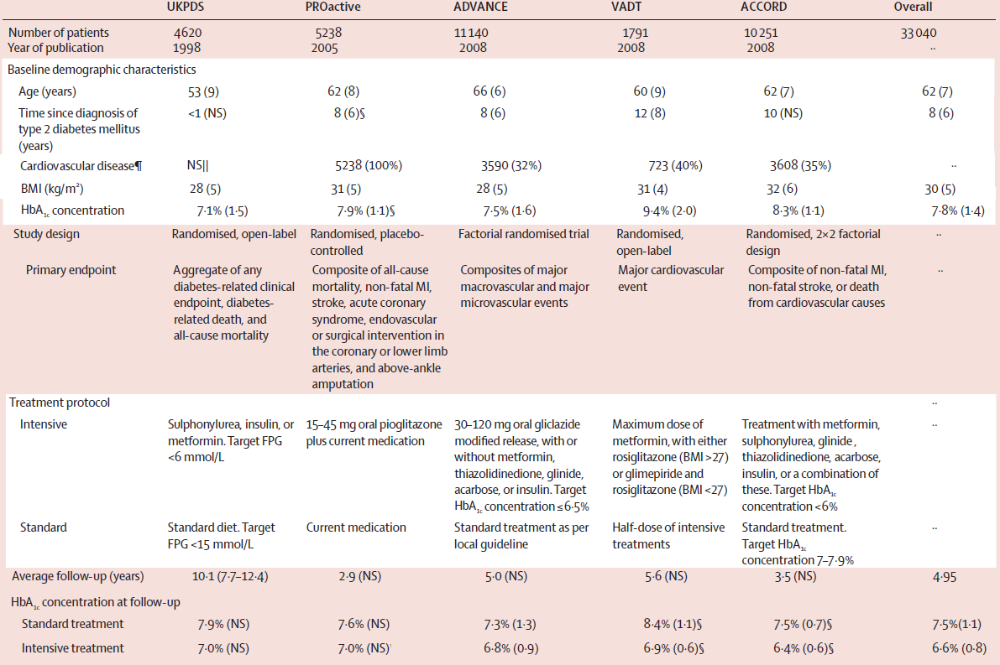 UKPDS PROactive ADVANCE VADT ACCORD Overall
Number of patients 4620 5238 11 140 1791 10 251 33 040
Year of publication 1998 2005 2008 2008 2008 ··
Baseline demographic characteristics
Age (years) 53 (9) 62 (8) 66 (6) 60 (9) 62 (7) 62 (7)
Time since diagnosis of <1 (NS) 8 (6)§ 8 (6) 12 (8) 10 (NS) 8 (6)
type 2 diabetes mellitus
(years)
Cardiovascular disease¶ NS|| 5238 (100%) 3590 (32%) 723 (40%) 3608 (35%) ··
BMI (kg/m²) 28 (5) 31 (5) 28 (5) 31 (4) 32 (6) 30 (5)
HbA1c concentration 7·1% (1·5) 7·9% (1·1)§ 7·5% (1·6) 9·4% (2·0) 8·3% (1·1) 7·8% (1·4)
Study design Randomised, open-label Randomised, placebo- Factorial randomised trial Randomised, Randomised, 2×2 factorial ··
controlled open-label design
Primary endpoint Aggregate of any Composite of all-cause Composites of major Major cardiovascular Composite of non-fatal MI, ··
diabetes-related clinical mortality, non-fatal MI, macrovascular and major event non-fatal stroke, or death
endpoint, diabetes- stroke, acute coronary microvascular events from cardiovascular causes
related death, and syndrome, endovascular
all-cause mortality or surgical intervention in
the coronary or lower limb
arteries, and above-ankle
amputation
Treatment protocol ··
Intensive Sulphonylurea, insulin, or 15–45 mg oral pioglitazone 30–120 mg oral gliclazide Maximum dose of Treatment with metformin, ··
metformin. Target FPG plus current medication modified release, with or metformin, with either sulphonylurea, glinide,
<6 mmol/L without metformin, rosiglitazone (BMI >27) thiazolidinedione, acarbose,
thiazolidinedione, glinide, or glimepiride and insulin, or a combination of
acarbose, or insulin. Target rosiglitazone (BMI <27) these. Target HbA1c
HbA1c concentration ≤6·5% concentration <6%
Standard Standard diet. Target Current medication Standard treatment as per Half-dose of intensive Standard treatment. ··
FPG <15 mmol/L local guideline treatments Target HbA1c
concentration 7–7·9%
Average follow-up (years) 10·1 (7·7–12·4) 2·9 (NS) 5·0 (NS) 5·6 (NS) 3·5 (NS) 4·95
HbA1c concentration at follow-up
Standard treatment 7·9% (NS) 7·6% (NS) 7·3% (1·3) 8·4% (1·1)§ 7·5% (0·7)§ 7·5%(1·1)
Intensive treatment 7·0% (NS) 7·0% (NS) 6·8% (0·9) 6·9% (0·6)§ 6·4% (0·6)§ 6·6% (0·8)